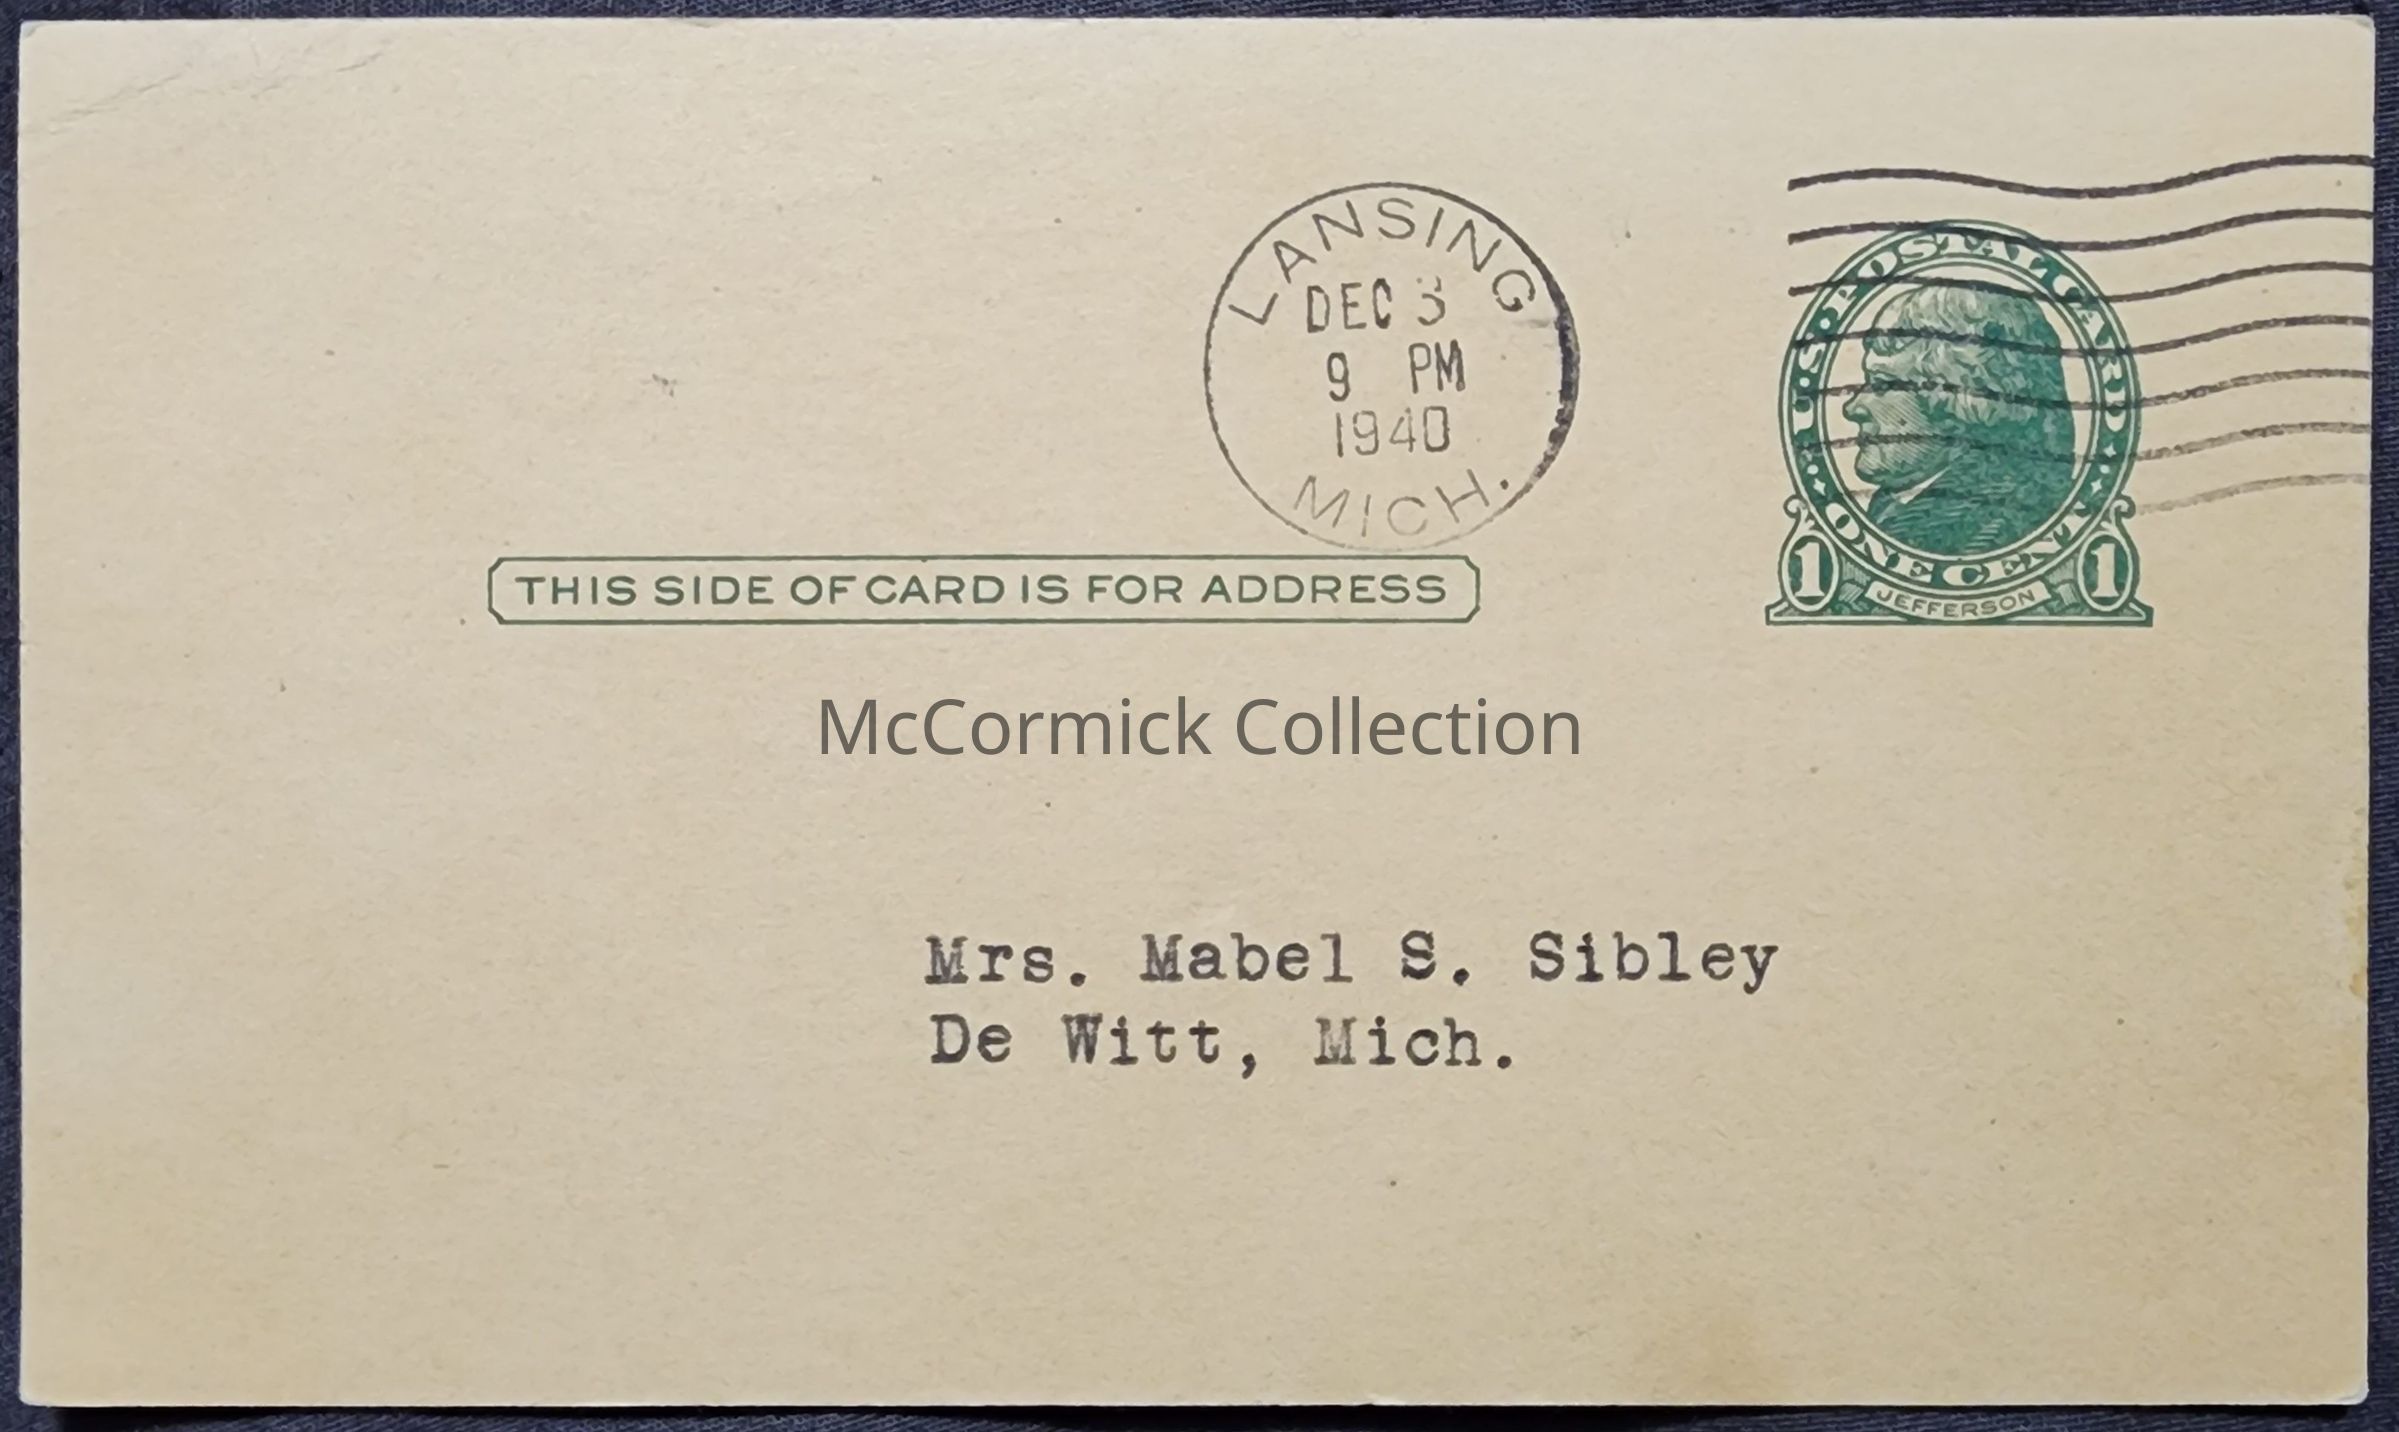 LANSING
DEC 3
9 PM
1940
MICH.
U.S. POSTAL CARD
ONE CENT
1 JEFFERSON 1
THIS SIDE OF CARD IS FOR ADDRESS
McCormick Collection
Mrs. Mabel S. Sibley
De Witt, Mich.